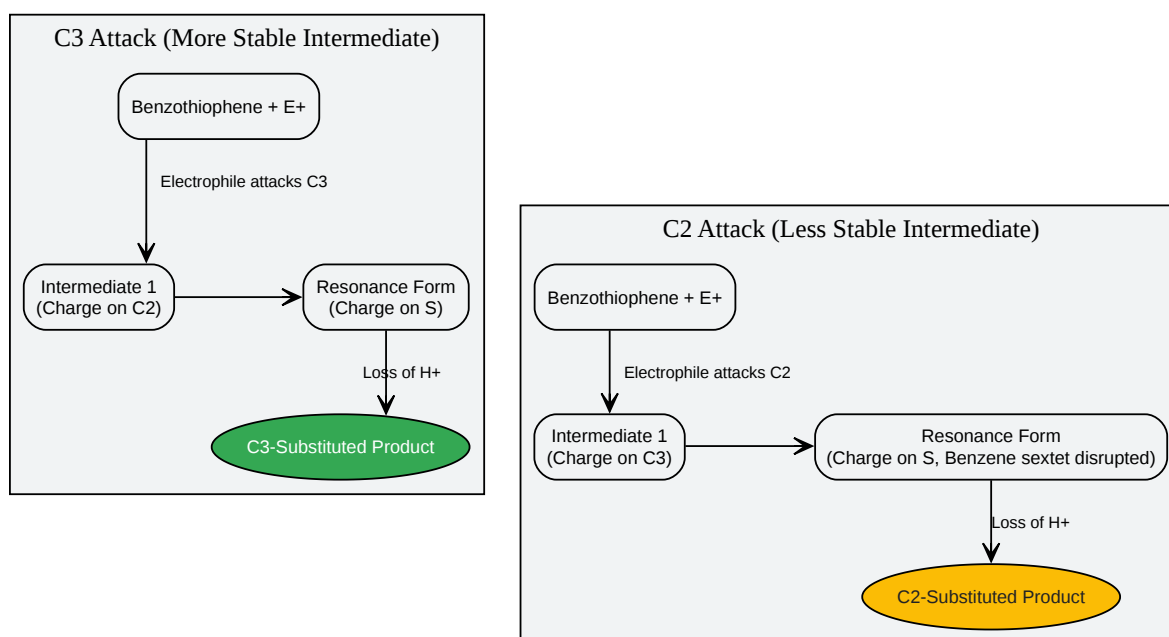 C3 Attack (More Stable Intermediate)
Benzothiophene + E+
Electrophile attacks C3
Intermediate 1
(Charge on C2)
Resonance Form
(Charge on S)
Loss of H+
C3-Substituted Product
C2 Attack (Less Stable Intermediate)
Benzothiophene + E+
Electrophile attacks C2
Intermediate 1
(Charge on C3)
Resonance Form
(Charge on S, Benzene sextet disrupted)
Loss of H+
C2-Substituted Product